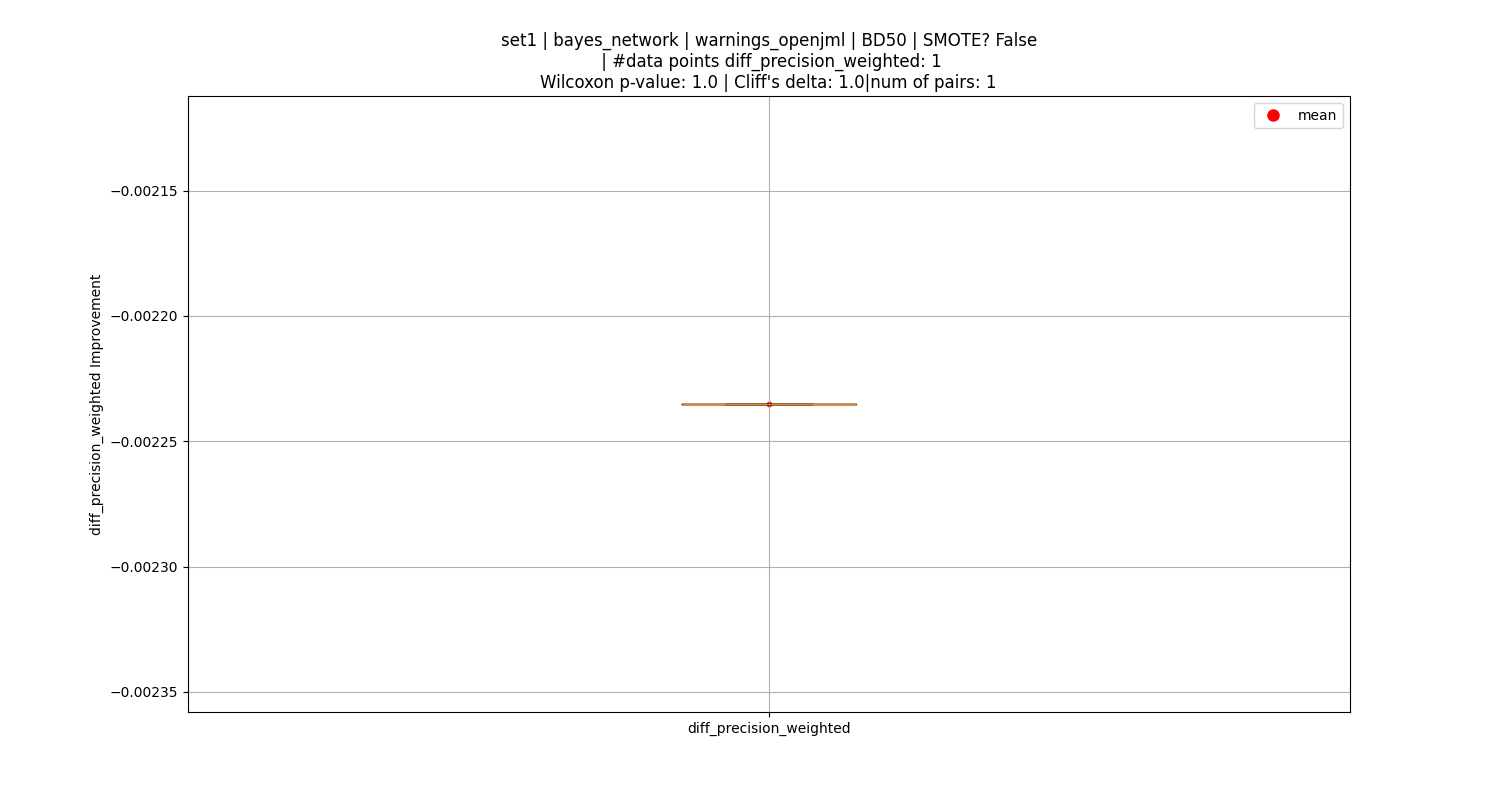 set1 | bayes_network | warnings_openjml | BD50 | SMOTE? False
| #data points diff_precision_weighted: 1
Wilcoxon p-value: 1.0 | Cliff's delta: 1.0|num of pairs: 1
mean
−0.00215
−0.00220
−0.00225
−0.00230
−0.00235
diff_precision_weighted Improvement
diff_precision_weighted